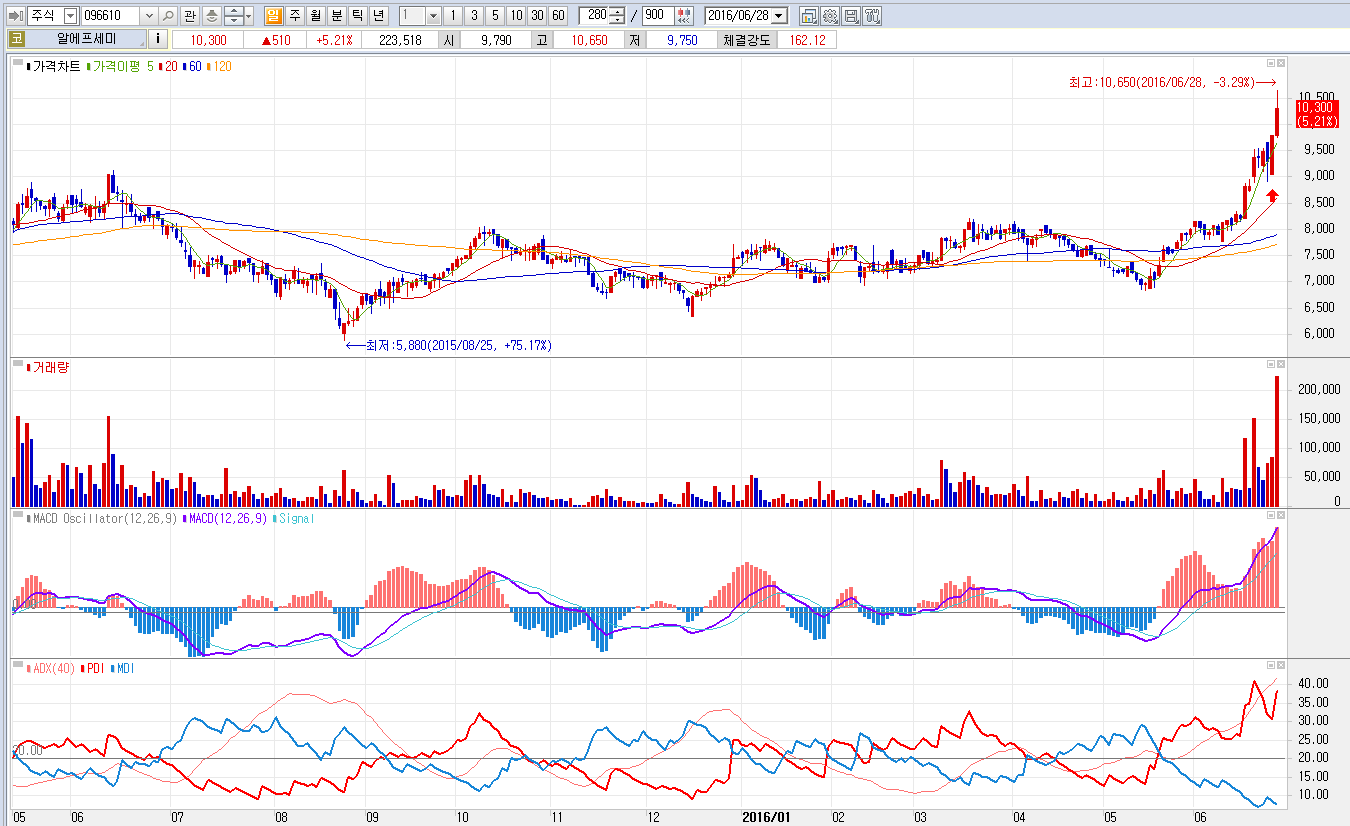 주식 096610 관 일 주 월 분 틱 년 1 1 3 5 10 30 60 280 / 900 2016/06/28
코 알에프세미 i 10,300 ▲510 +5.21% 223,518 시 9,790 고 10,650 저 9,750 체결강도 162.12
가격차트 가격이평 5 20 60 120
최고:10,650(2016/06/28, -3.29%)
10,500
10,300
(5.21%)
9,500
9,000
8,500
8,000
7,500
7,000
6,500
6,000
최저:5,880(2015/08/25, +75.17%)
거래량
200,000
150,000
100,000
50,000
0
MACD Oscillator(12,26,9) MACD(12,26,9) Signal
ADX(40) PDI MDI
40.00
35.00
30.00
25.00
20.00
20.00
15.00
10.00
05 06 07 08 09 10 11 12 2016/01 02 03 04 05 06